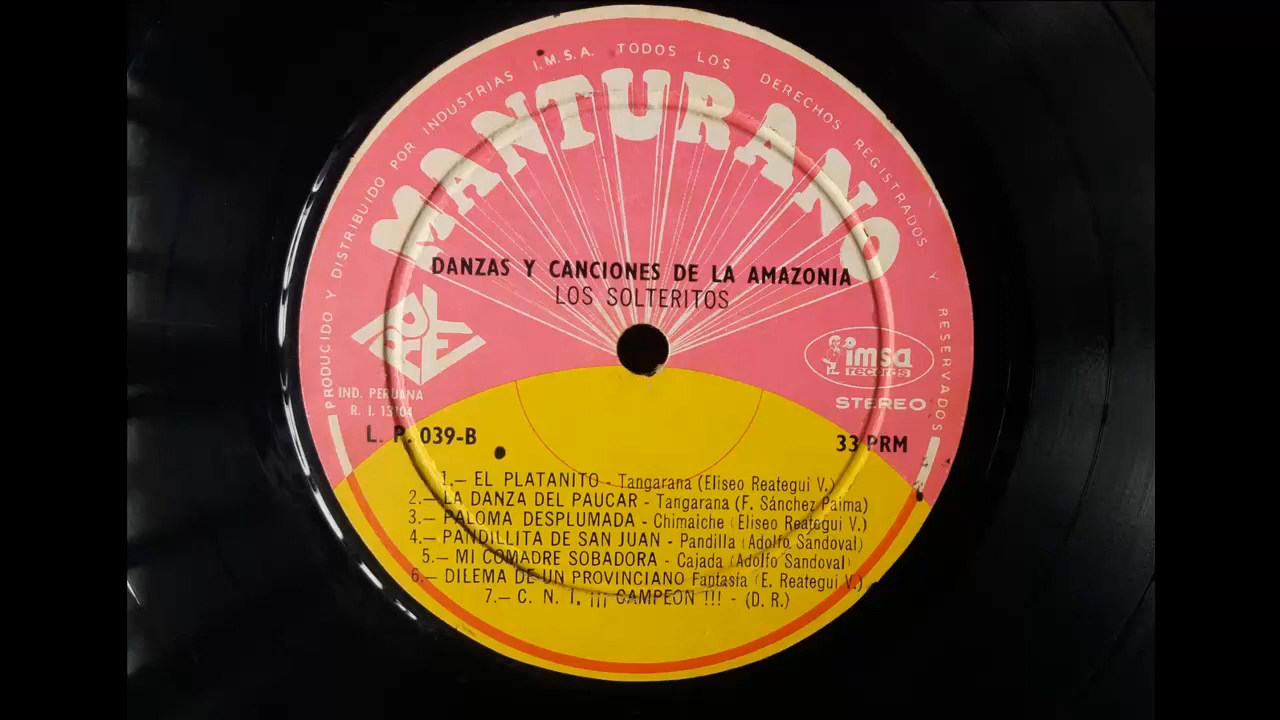 PRODUCIDO Y DISTRIBUIDO POR INDUSTRIAS I.M.S.A. TODOS LOS DERECHOS REGISTRADOS Y RESERVADOS
MANTURANO
DANZAS Y CANCIONES DE LA AMAZONIA
LOS SOLTERITOS
imsa
records
STEREO
IND. PERUANA
R. I. 13104
L. P. 039-B
33 PRM
1.— EL PLATANITO - Tangarana (Eliseo Reategui V.)
2.— LA DANZA DEL PAUCAR - Tangarana (F. Sánchez Paima)
3.— PALOMA DESPLUMADA - Chimaiche (Eliseo Reategui V.)
4.— PANDILLITA DE SAN JUAN - Pandilla (Adolfo Sandoval)
5.— MI COMADRE SOBADORA - Cajada (Adolfo Sandoval)
6.— DILEMA DE UN PROVINCIANO Fantasía (E. Reategui V.)
7.— C. N. I. ¡¡¡ CAMPEON !!! - (D. R.)